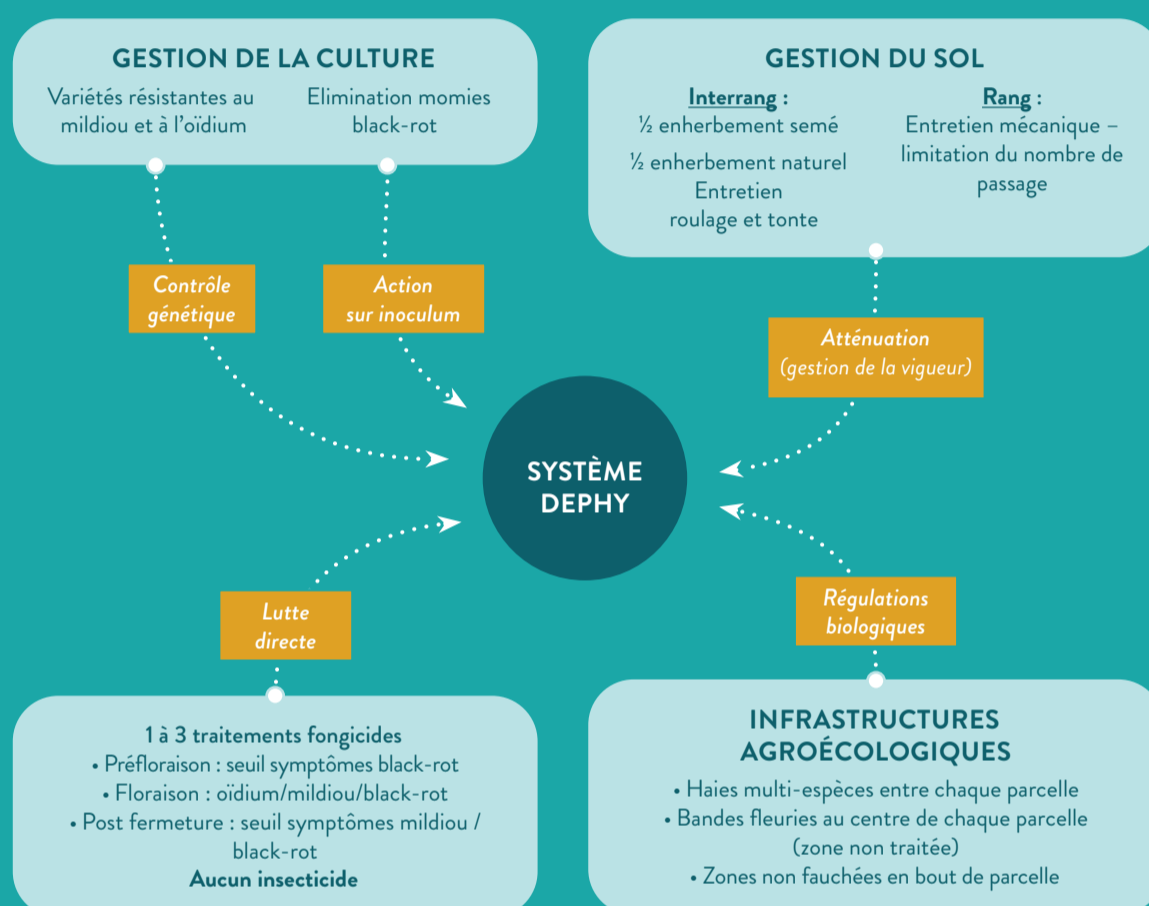 GESTION DE LA CULTURE
Variétés résistantes au
mildiou et à l'oïdium
Elimination momies
black-rot
GESTION DU SOL
Interrang :
½ enherbement semé
½ enherbement naturel
Entretien
roulage et tonte
Rang :
Entretien mécanique –
limitation du nombre de
passage
Contrôle
génétique
Action
sur inoculum
Atténuation
(gestion de la vigueur)
SYSTÈME
DEPHY
Lutte
directe
Régulations
biologiques
1 à 3 traitements fongicides
• Préfloraison : seuil symptômes black-rot
• Floraison : oïdium/mildiou/black-rot
• Post fermeture : seuil symptômes mildiou /
black-rot
Aucun insecticide
INFRASTRUCTURES
AGROÉCOLOGIQUES
• Haies multi-espèces entre chaque parcelle
• Bandes fleuries au centre de chaque parcelle
(zone non traitée)
• Zones non fauchées en bout de parcelle